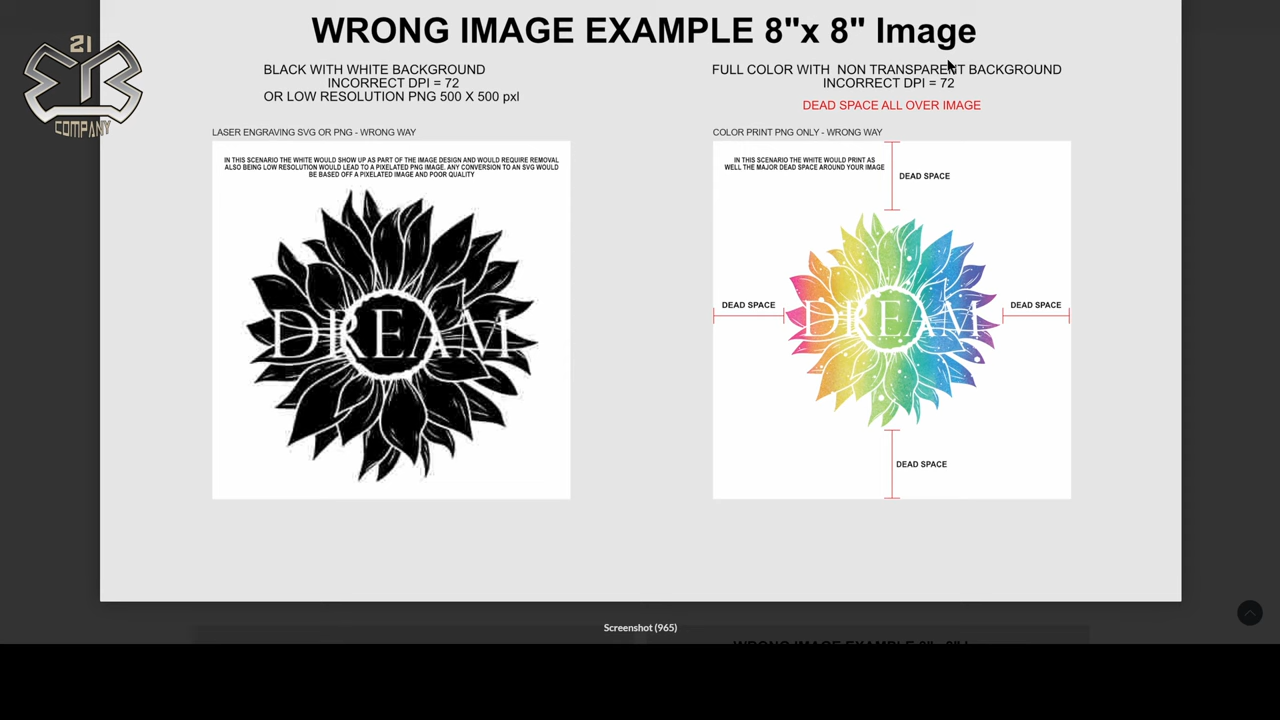 WRONG IMAGE EXAMPLE 8"x 8" Image
21
COMPANY
BLACK WITH WHITE BACKGROUND
INCORRECT DPI = 72
OR LOW RESOLUTION PNG 500 X 500 pxl
FULL COLOR WITH NON TRANSPARENT BACKGROUND
INCORRECT DPI = 72
DEAD SPACE ALL OVER IMAGE
LASER ENGRAVING SVG OR PNG - WRONG WAY
IN THIS SCENARIO THE WHITE WOULD SHOW UP AS PART OF THE IMAGE DESIGN AND WOULD REQUIRE REMOVAL
ALSO BEING LOW RESOLUTION WOULD LEAD TO A PIXELATED PNG IMAGE. ANY CONVERSION TO AN SVG WOULD
BE BASED OFF A PIXELATED IMAGE AND POOR QUALITY
DREAM
COLOR PRINT PNG ONLY - WRONG WAY
IN THIS SCENARIO THE WHITE WOULD PRINT AS
WELL THE MAJOR DEAD SPACE AROUND YOUR IMAGE
DEAD SPACE
DEAD SPACE
DREAM
DEAD SPACE
DEAD SPACE
Screenshot (965)